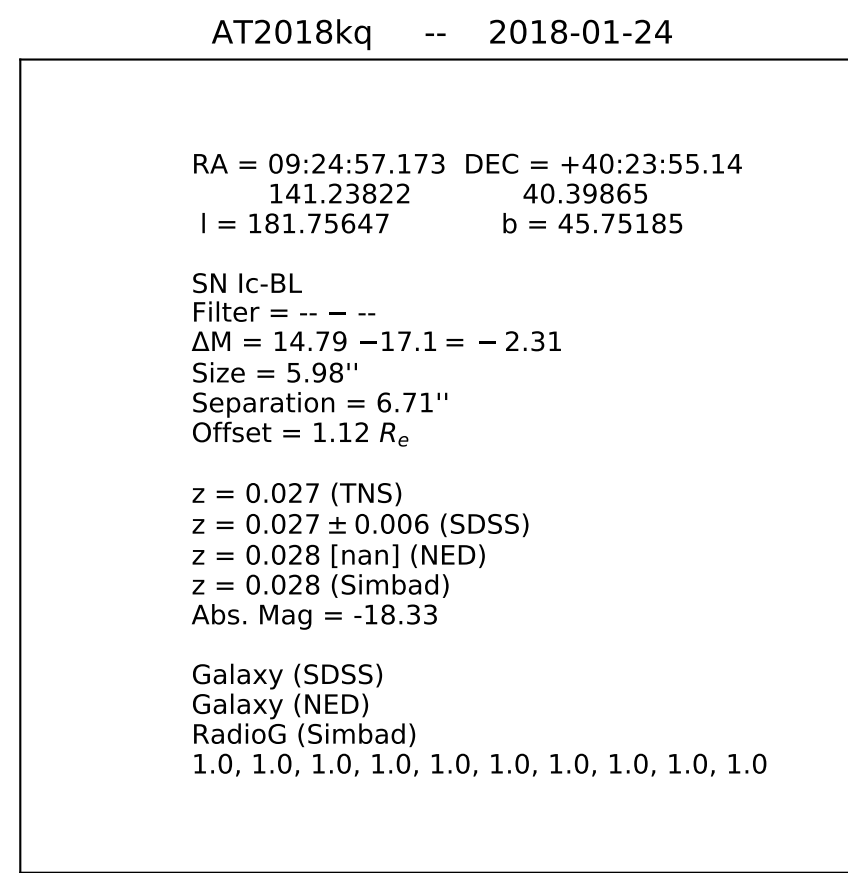 AT2018kq -- 2018-01-24
RA = 09:24:57.173 DEC = +40:23:55.14
141.23822 40.39865
l = 181.75647 b = 45.75185
SN Ic-BL
Filter = -- − --
ΔM = 14.79 −17.1 = − 2.31
Size = 5.98''
Separation = 6.71''
Offset = 1.12 Rₑ
z = 0.027 (TNS)
z = 0.027 ± 0.006 (SDSS)
z = 0.028 [nan] (NED)
z = 0.028 (Simbad)
Abs. Mag = -18.33
Galaxy (SDSS)
Galaxy (NED)
RadioG (Simbad)
1.0, 1.0, 1.0, 1.0, 1.0, 1.0, 1.0, 1.0, 1.0, 1.0